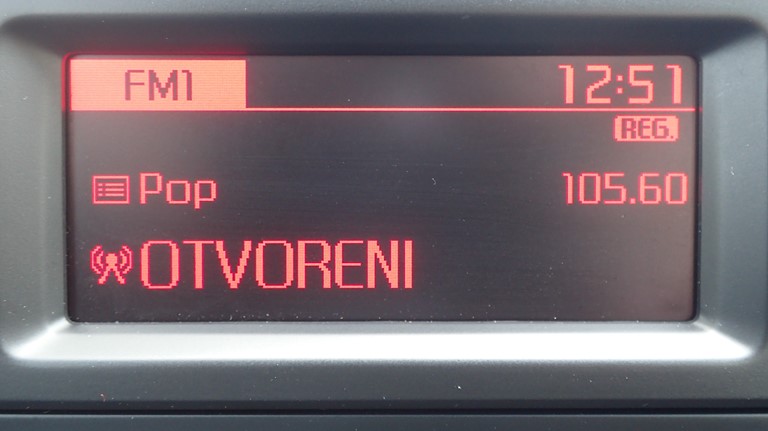 FM1 12:51
REG.
Pop 105.60
OTVORENI